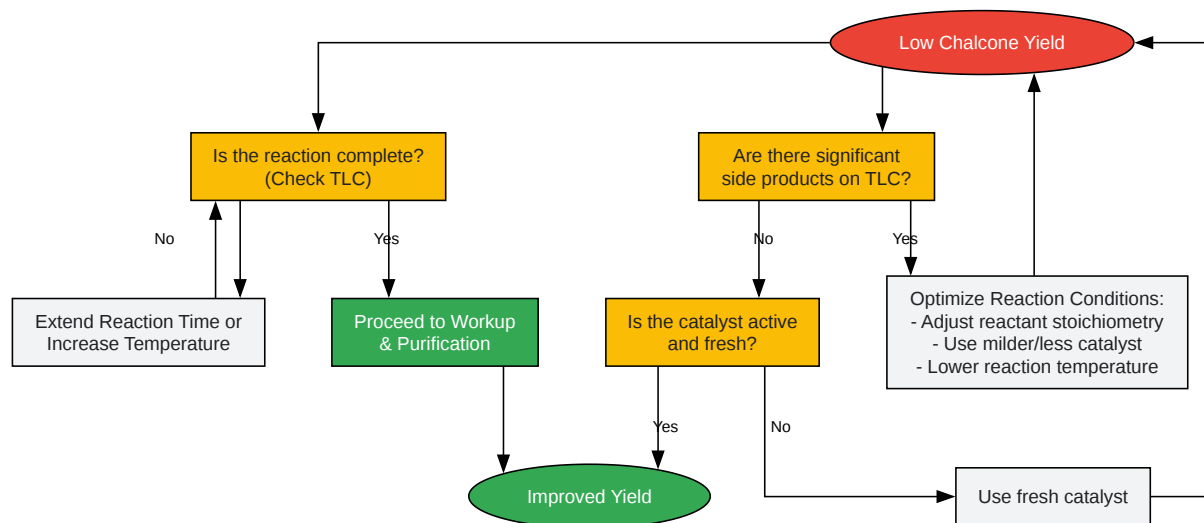 Low Chalcone Yield
Is the reaction complete?
(Check TLC)
Are there significant
side products on TLC?
No
Yes
No
Yes
Extend Reaction Time or
Increase Temperature
Proceed to Workup
& Purification
Is the catalyst active
and fresh?
Optimize Reaction Conditions:
- Adjust reactant stoichiometry
- Use milder/less catalyst
- Lower reaction temperature
Yes
No
Improved Yield
Use fresh catalyst